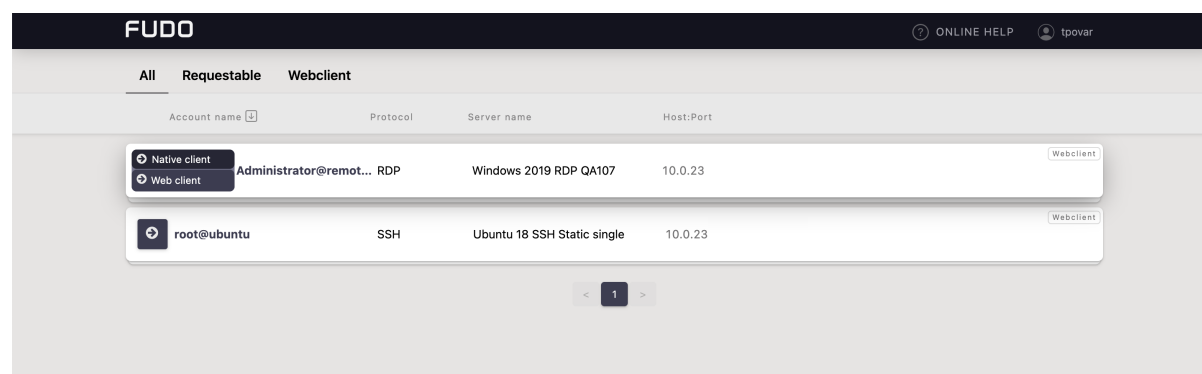 FUDO
? ONLINE HELP tpovar
All Requestable Webclient
Account name Protocol Server name Host:Port
Native client
Web client
Administrator@remot... RDP Windows 2019 RDP QA107 10.0.23
Webclient
root@ubuntu SSH Ubuntu 18 SSH Static single 10.0.23
Webclient
< 1 >